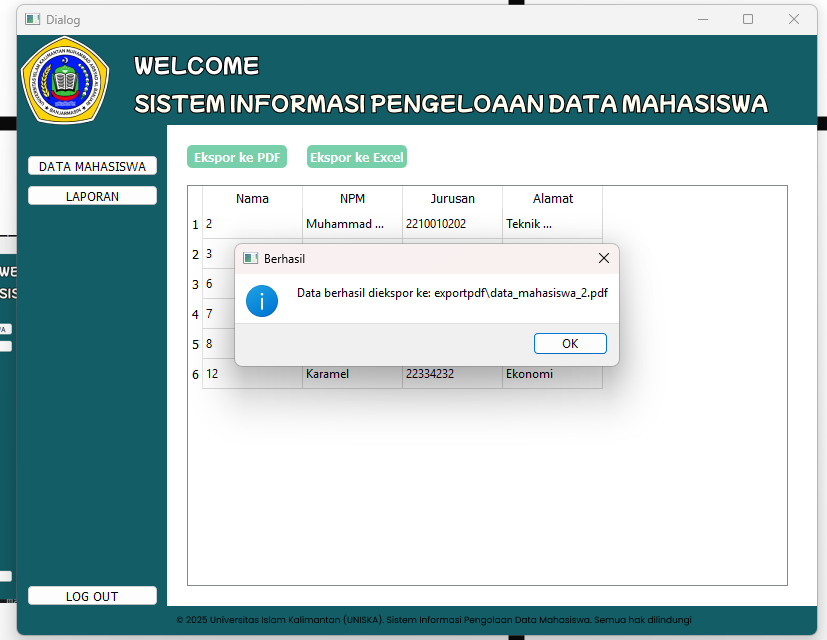 Dialog
WELCOME
SISTEM INFORMASI PENGELOAAN DATA MAHASISWA
DATA MAHASISWA
LAPORAN
Ekspor ke PDF Ekspor ke Excel
Nama NPM Jurusan Alamat
1 2 Muhammad ... 2210010202 Teknik ...
2 3
3 6
4 7
5 8
6 12 Karamel 22334232 Ekonomi
Berhasil
Data berhasil diekspor ke: exportpdf\data_mahasiswa_2.pdf
OK
LOG OUT
© 2025 Universitas Islam Kalimantan (UNISKA). Sistem Informasi Pengolaan Data Mahasiswa. Semua hak dilindungi